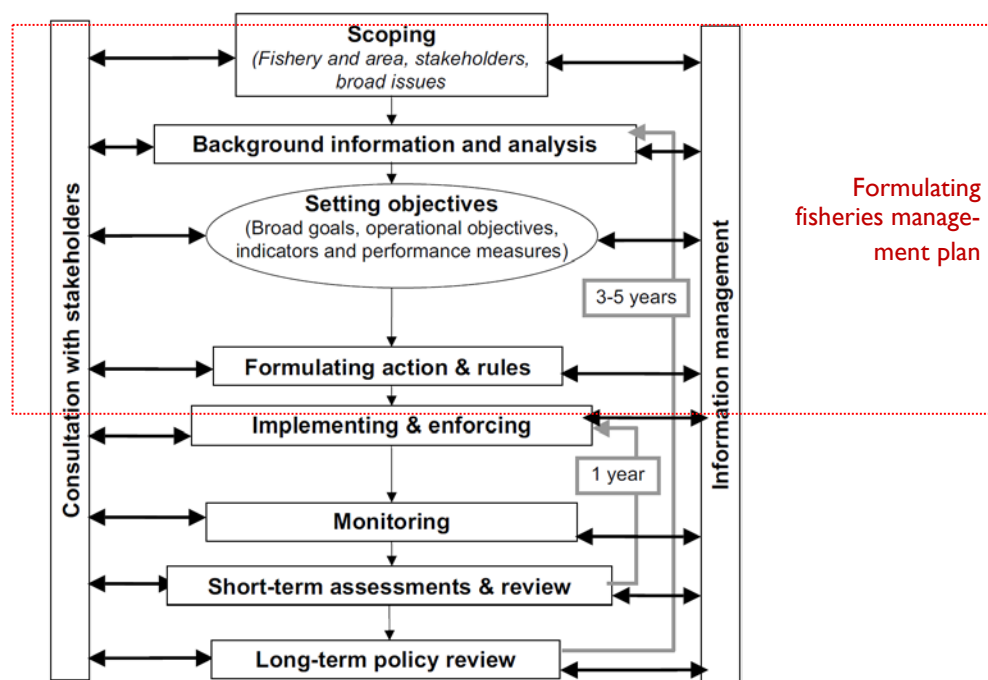 Scoping
(Fishery and area, stakeholders,
broad issues
Background information and analysis
Setting objectives
(Broad goals, operational objectives,
indicators and performance measures)
Formulating action & rules
Implementing & enforcing
Monitoring
Short-term assessments & review
Long-term policy review
3-5 years
1 year
Consultation with stakeholders
Information management
Formulating
fisheries manage-
ment plan